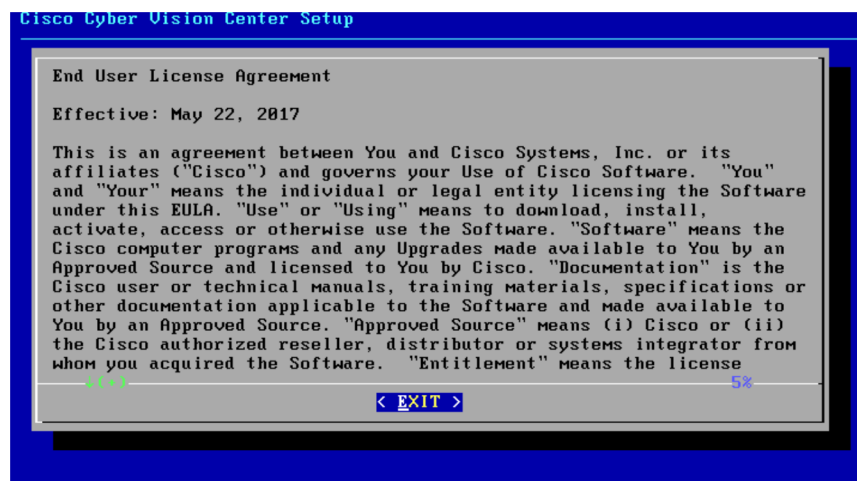 Cisco Cyber Vision Center Setup
End User License Agreement
Effective: May 22, 2017
This is an agreement between You and Cisco Systems, Inc. or its
affiliates ("Cisco") and governs your Use of Cisco Software.  "You"
and "Your" means the individual or legal entity licensing the Software
under this EULA. "Use" or "Using" means to download, install,
activate, access or otherwise use the Software. "Software" means the
Cisco computer programs and any Upgrades made available to You by an
Approved Source and licensed to You by Cisco. "Documentation" is the
Cisco user or technical manuals, training materials, specifications or
other documentation applicable to the Software and made available to
You by an Approved Source. "Approved Source" means (i) Cisco or (ii)
the Cisco authorized reseller, distributor or systems integrator from
whom you acquired the Software.  "Entitlement" means the license
↓(+) 5%
< EXIT >